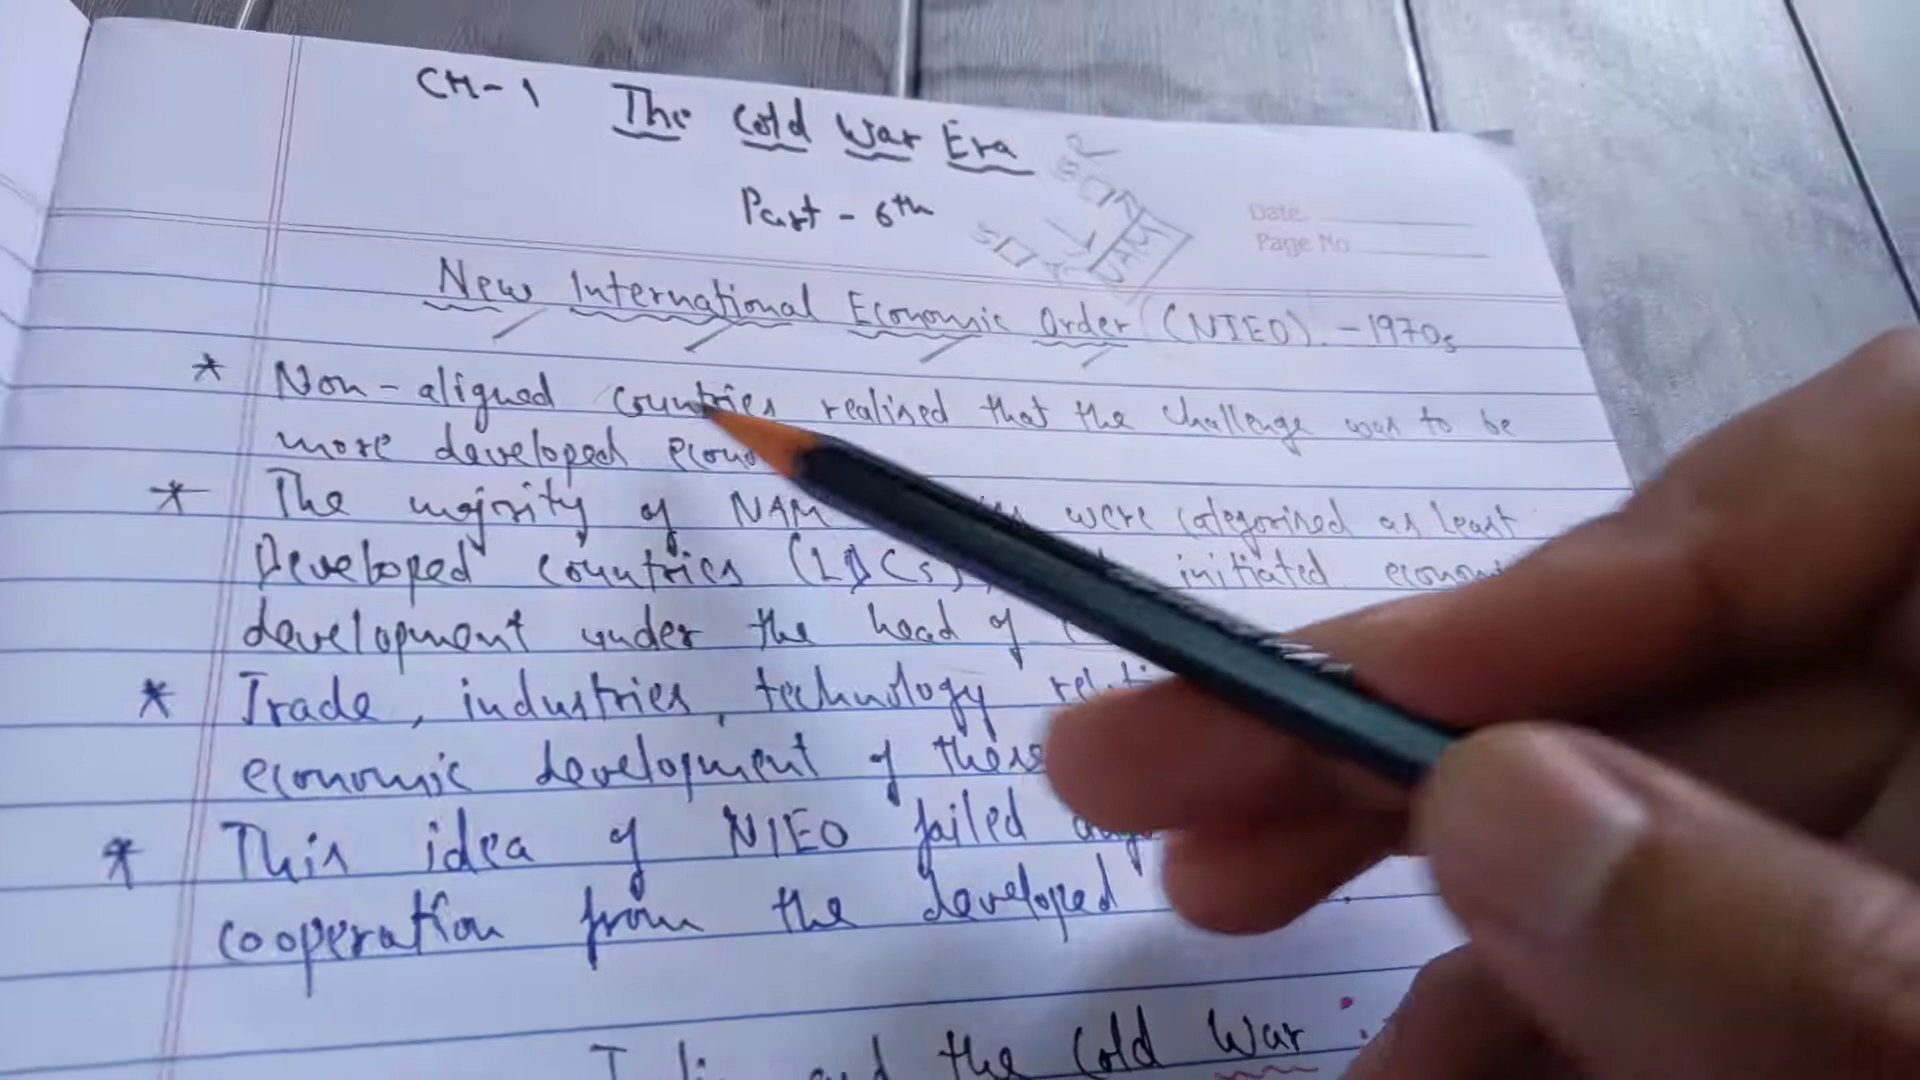 CH-1 The Cold War Era
Part - 6th
Date
Page No
New International Economic Order (NIEO). - 1970s
* Non-aligned countries realised that the challenge was to be
more developed
* The majority of NAM were categorised as Least
Developed countries (LDCs), initiated
development under the head of
* Trade, industries, technology
economic development of these
* This idea of NIEO failed
cooperation from the developed
and the Cold War :